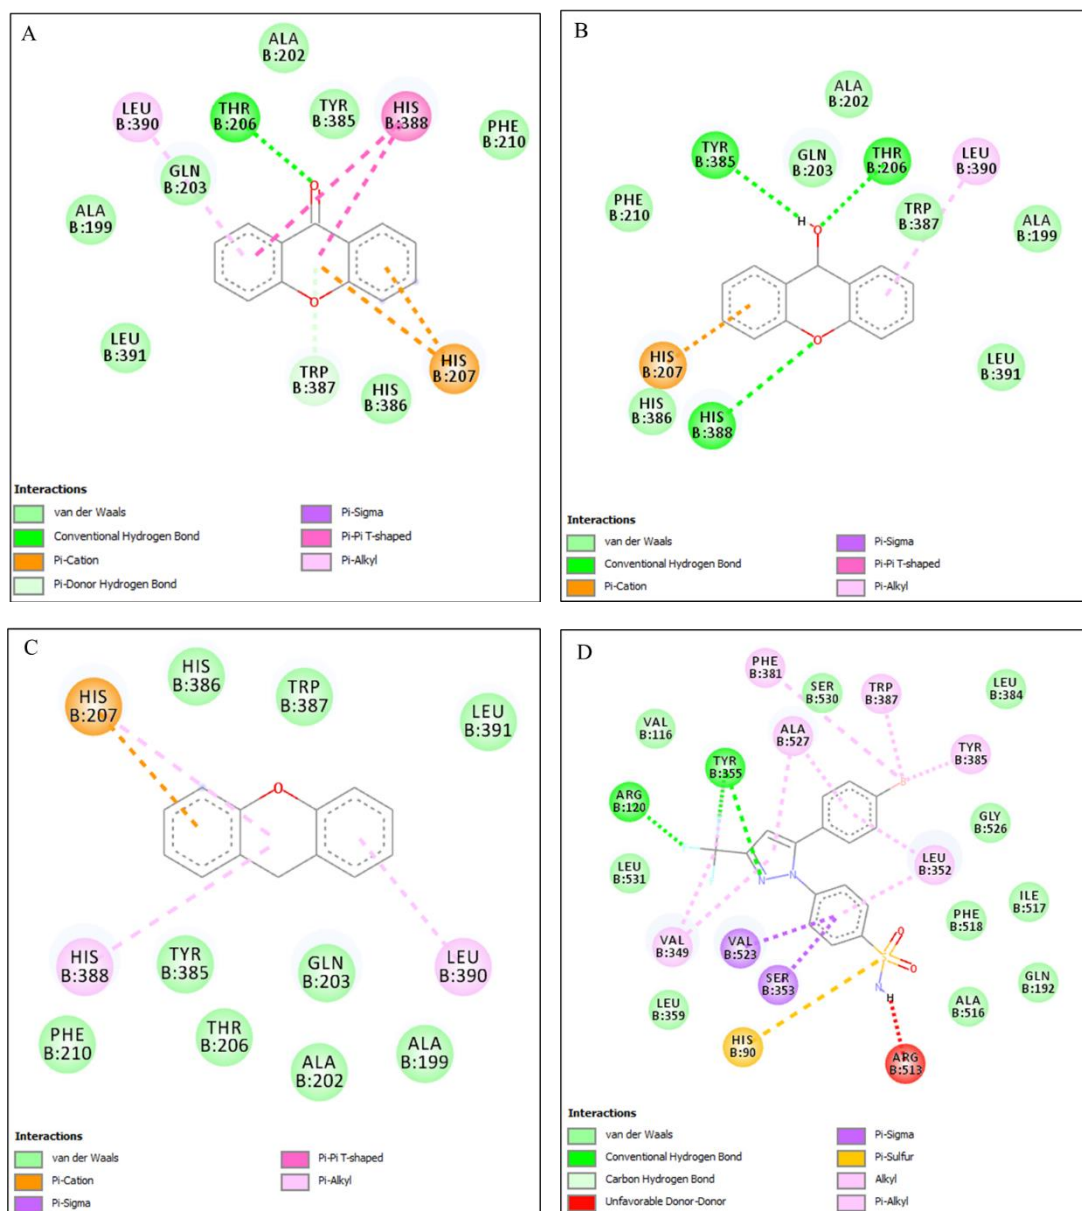 A
ALA
B:202
LEU
B:390
THR
B:206
TYR
B:385
HIS
B:388
PHE
B:210
GLN
B:203
O
ALA
B:199
O
LEU
B:391
TRP
B:387
HIS
B:386
HIS
B:207
Interactions
van der Waals
Conventional Hydrogen Bond
Pi-Cation
Pi-Donor Hydrogen Bond
Pi-Sigma
Pi-Pi T-shaped
Pi-Alkyl
B
ALA
B:202
TYR
B:385
GLN
B:203
THR
B:206
LEU
B:390
PHE
B:210
TRP
B:387
ALA
B:199
H
O
HIS
B:207
O
LEU
B:391
HIS
B:386
HIS
B:388
Interactions
van der Waals
Conventional Hydrogen Bond
Pi-Cation
Pi-Sigma
Pi-Pi T-shaped
Pi-Alkyl
C
HIS
B:207
HIS
B:386
TRP
B:387
LEU
B:391
O
HIS
B:388
TYR
B:385
GLN
B:203
LEU
B:390
PHE
B:210
THR
B:206
ALA
B:202
ALA
B:199
Interactions
van der Waals
Pi-Cation
Pi-Sigma
Pi-Pi T-shaped
Pi-Alkyl
D
PHE
B:381
SER
B:530
TRP
B:387
LEU
B:384
VAL
B:116
ALA
B:527
TYR
B:385
TYR
B:355
ARG
B:120
GLY
B:526
LEU
B:531
LEU
B:352
N
N
ILE
B:517
PHE
B:518
VAL
B:349
VAL
B:523
SER
B:353
O
S
O
N
H
GLN
B:192
LEU
B:359
ALA
B:516
HIS
B:90
ARG
B:513
Interactions
van der Waals
Conventional Hydrogen Bond
Carbon Hydrogen Bond
Unfavorable Donor-Donor
Pi-Sigma
Pi-Sulfur
Alkyl
Pi-Alkyl